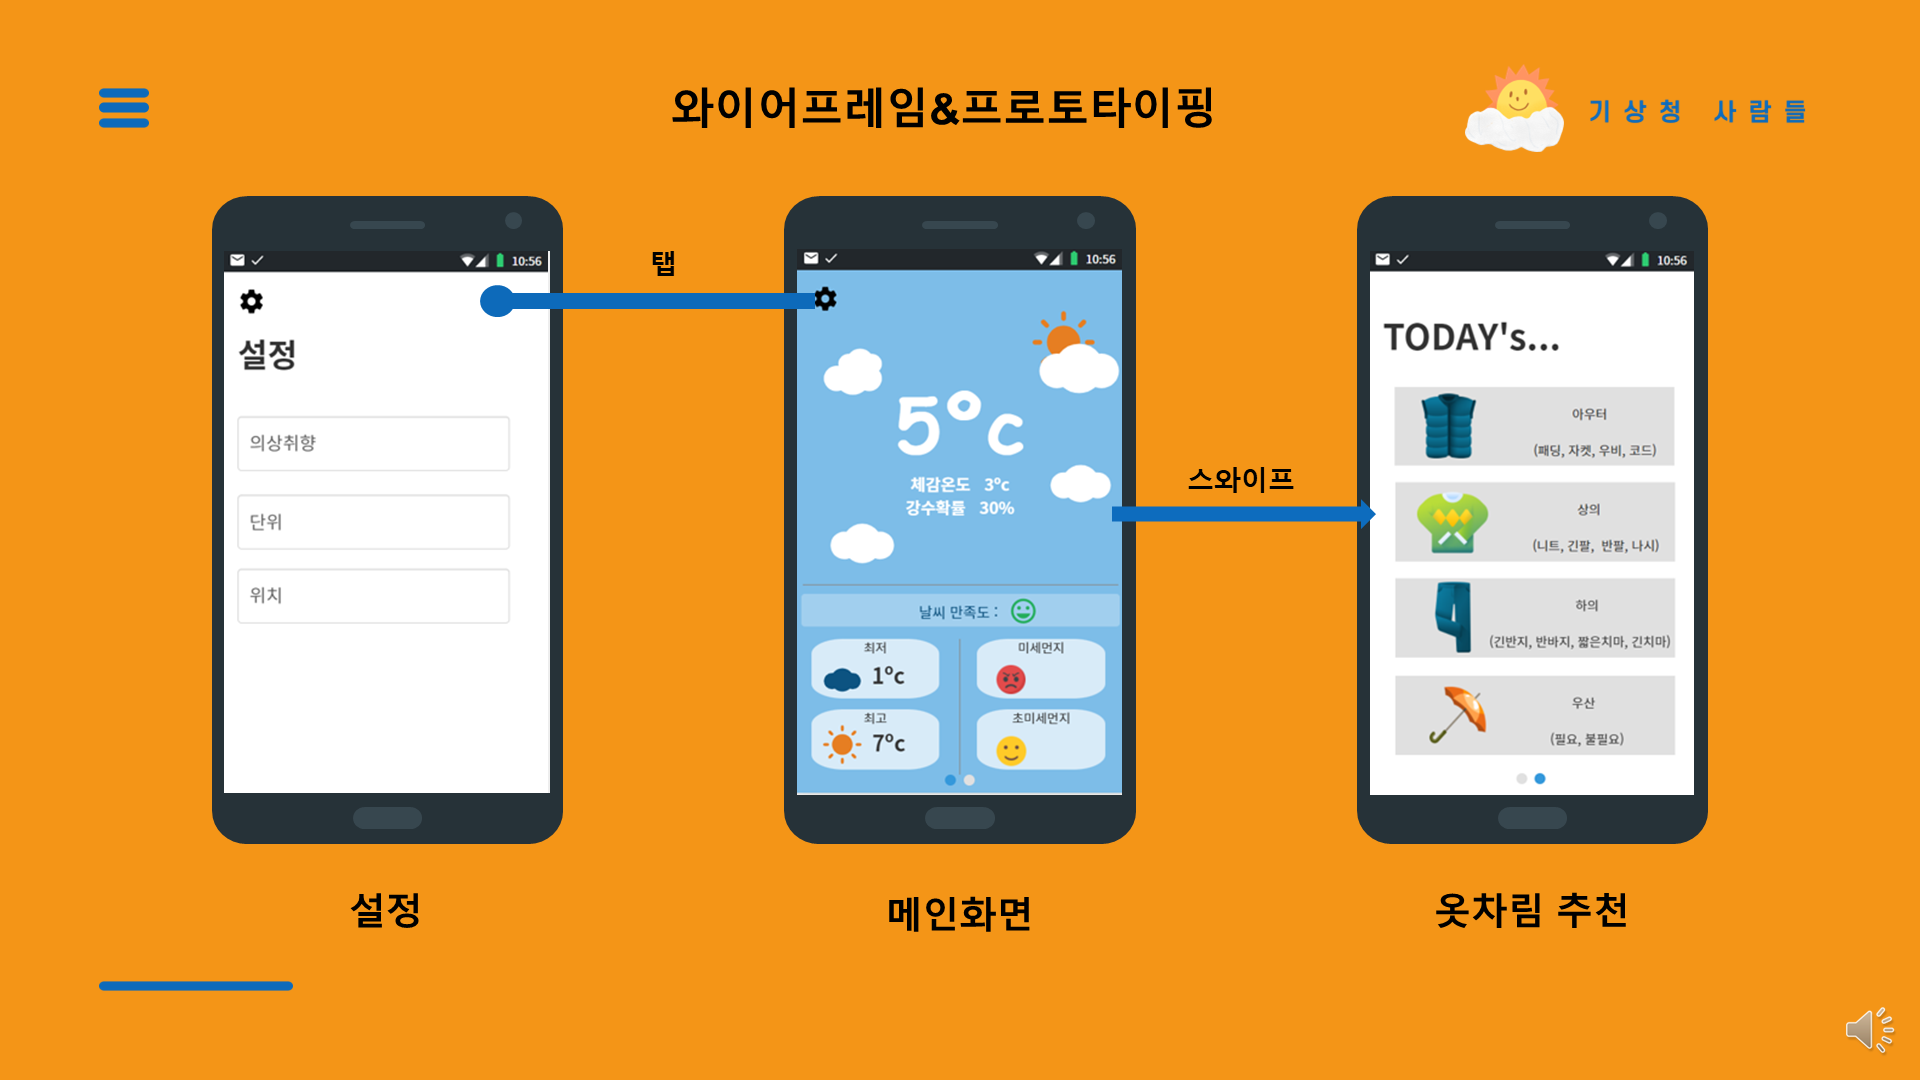 와이어프레임&프로토타이핑
기상청 사람들
탭
스와이프
10:56
설정
의상취향
단위
위치
10:56
5ºc
체감온도 3ºc
강수확률 30%
날씨 만족도 :
최저
1ºc
미세먼지
최고
7ºc
초미세먼지
10:56
TODAY's...
아우터
(패딩, 자켓, 우비, 코드)
상의
(니트, 긴팔, 반팔, 나시)
하의
(긴반지, 반바지, 짧은치마, 긴치마)
우산
(필요, 불필요)
설정
메인화면
옷차림 추천